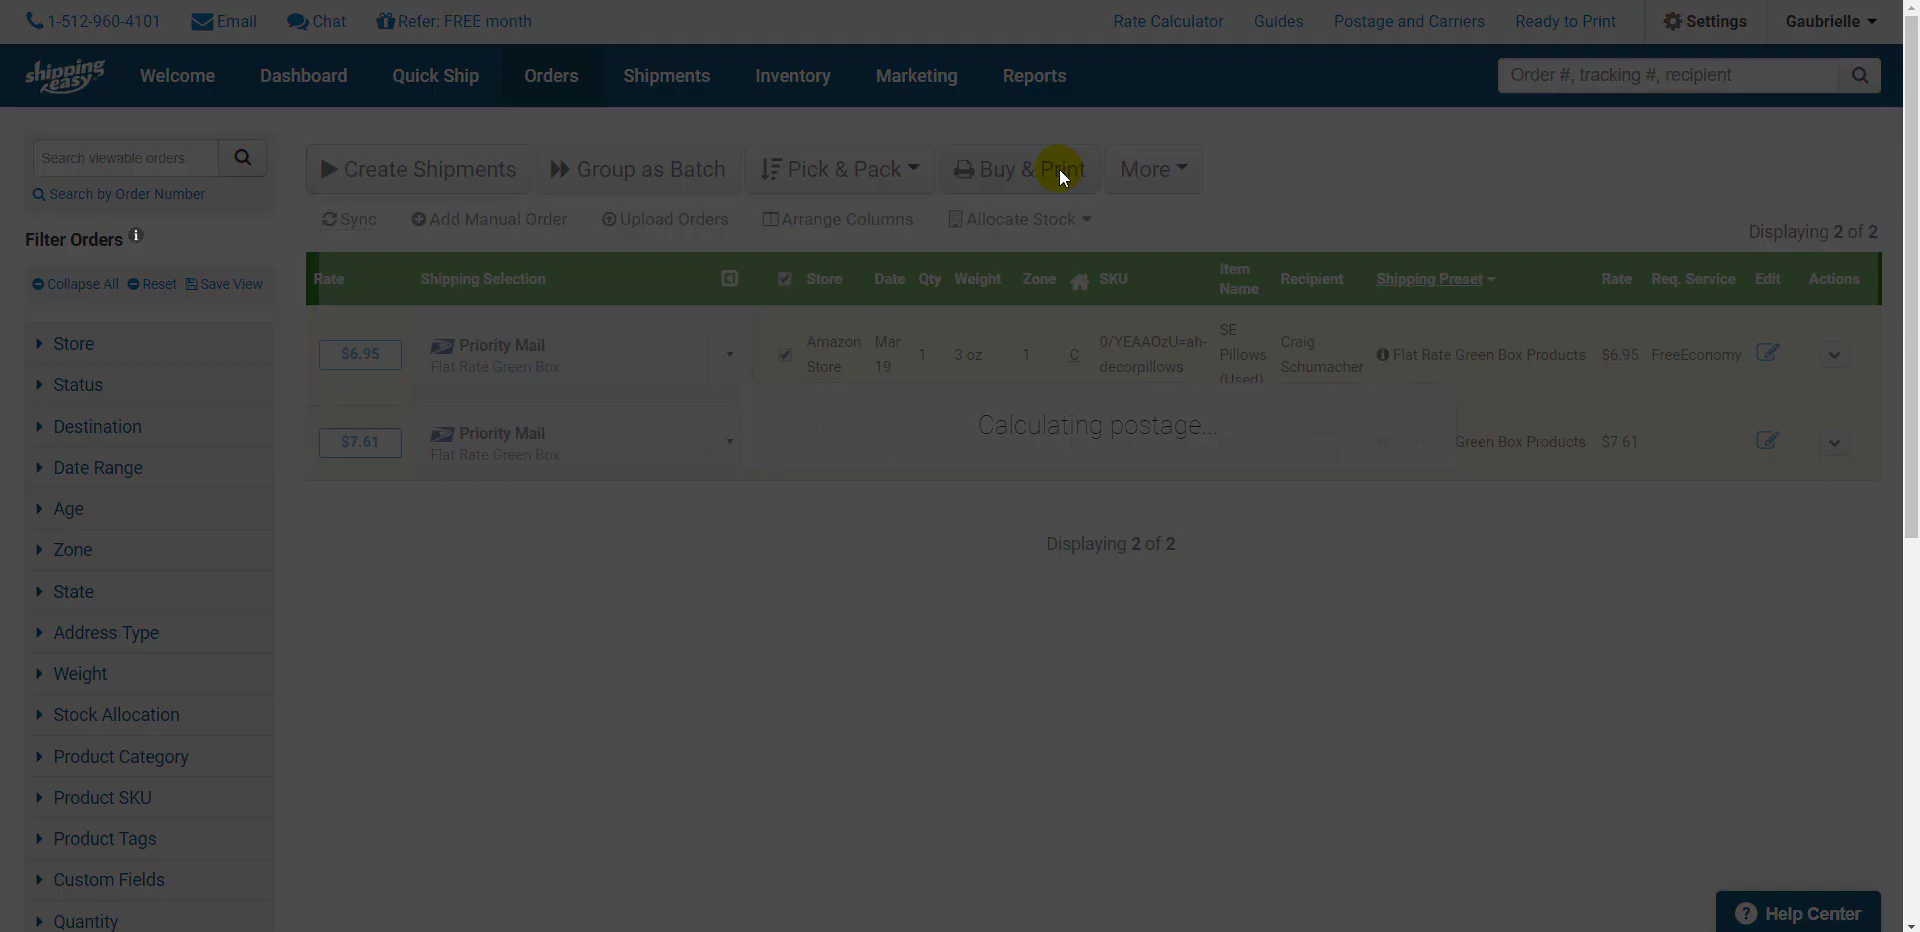 1-512-960-4101 Email Chat Refer: FREE month Rate Calculator Guides Postage and Carriers Ready to Print Settings Gaubrielle
shipping easy Welcome Dashboard Quick Ship Orders Shipments Inventory Marketing Reports Order #, tracking #, recipient
Search viewable orders
Search by Order Number
Filter Orders
Collapse All Reset Save View
Store
Status
Destination
Date Range
Age
Zone
State
Address Type
Weight
Stock Allocation
Product Category
Product SKU
Product Tags
Custom Fields
Quantity
Create Shipments Group as Batch Pick & Pack Buy & Print More
Sync Add Manual Order Upload Orders Arrange Columns Allocate Stock
Displaying 2 of 2
Rate Shipping Selection Store Date Qty Weight Zone SKU Item Name Recipient Shipping Preset Rate Req. Service Edit Actions
$6.95 Priority Mail Flat Rate Green Box Amazon Store Mar 19 1 3 oz 1 C 0/YEAAOzU=ah-decorpillows SE Pillows (Used) Craig Schumacher Flat Rate Green Box Products $6.95 FreeEconomy
Calculating postage...
$7.61 Priority Mail Flat Rate Green Box Green Box Products $7.61
Displaying 2 of 2
Help Center